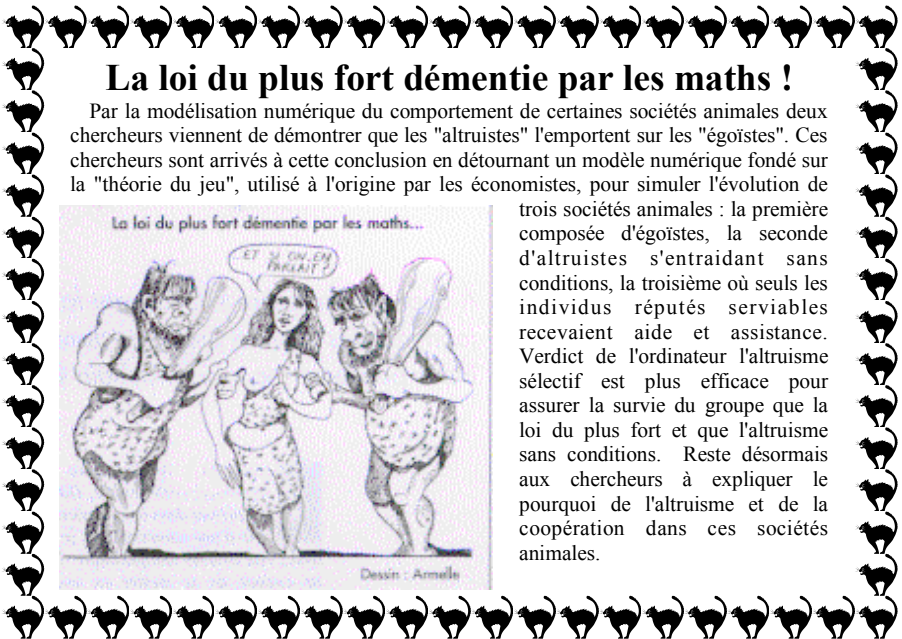 La loi du plus fort démentie par les maths !
Par la modélisation numérique du comportement de certaines sociétés animales deux
chercheurs viennent de démontrer que les "altruistes" l'emportent sur les "égoïstes". Ces
chercheurs sont arrivés à cette conclusion en détournant un modèle numérique fondé sur
la "théorie du jeu", utilisé à l'origine par les économistes, pour simuler l'évolution de
trois sociétés animales : la première
composée d'égoïstes, la seconde
d'altruistes s'entraidant sans
conditions, la troisième où seuls les
individus réputés serviables
recevaient aide et assistance.
Verdict de l'ordinateur l'altruisme
sélectif est plus efficace pour
assurer la survie du groupe que la
loi du plus fort et que l'altruisme
sans conditions. Reste désormais
aux chercheurs à expliquer le
pourquoi de l'altruisme et de la
coopération dans ces sociétés
animales.
La loi du plus fort démentie par les maths...
ET SI ON EN
PARLAIT ?
Dessin : Armelle